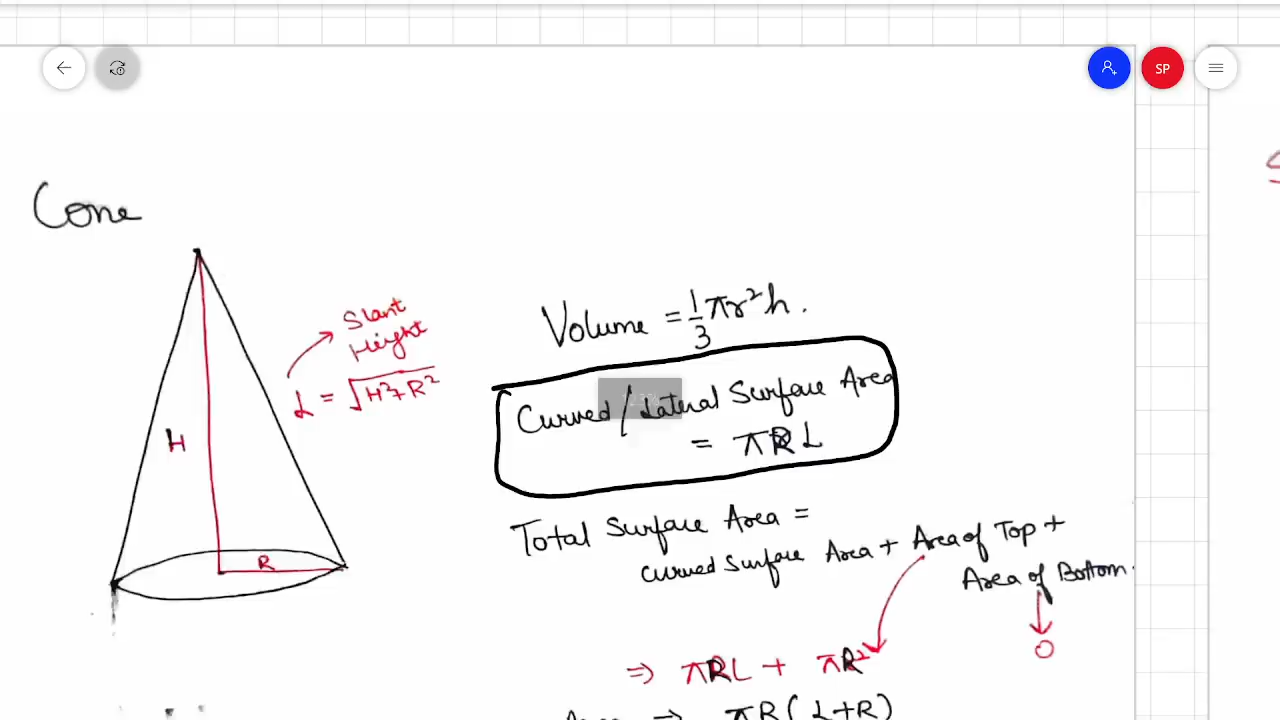 SP
Cone
Slant
Height
L = √H²+R²
H
R
Volume = 1/3 πr²h.
Curved / Lateral Surface Area
= πRL
Total Surface Area =
Curved Surface Area + Area of Top +
Area of Bottom.
0
⇒ πRL + πR²
Area ⇒ πR(L+R)